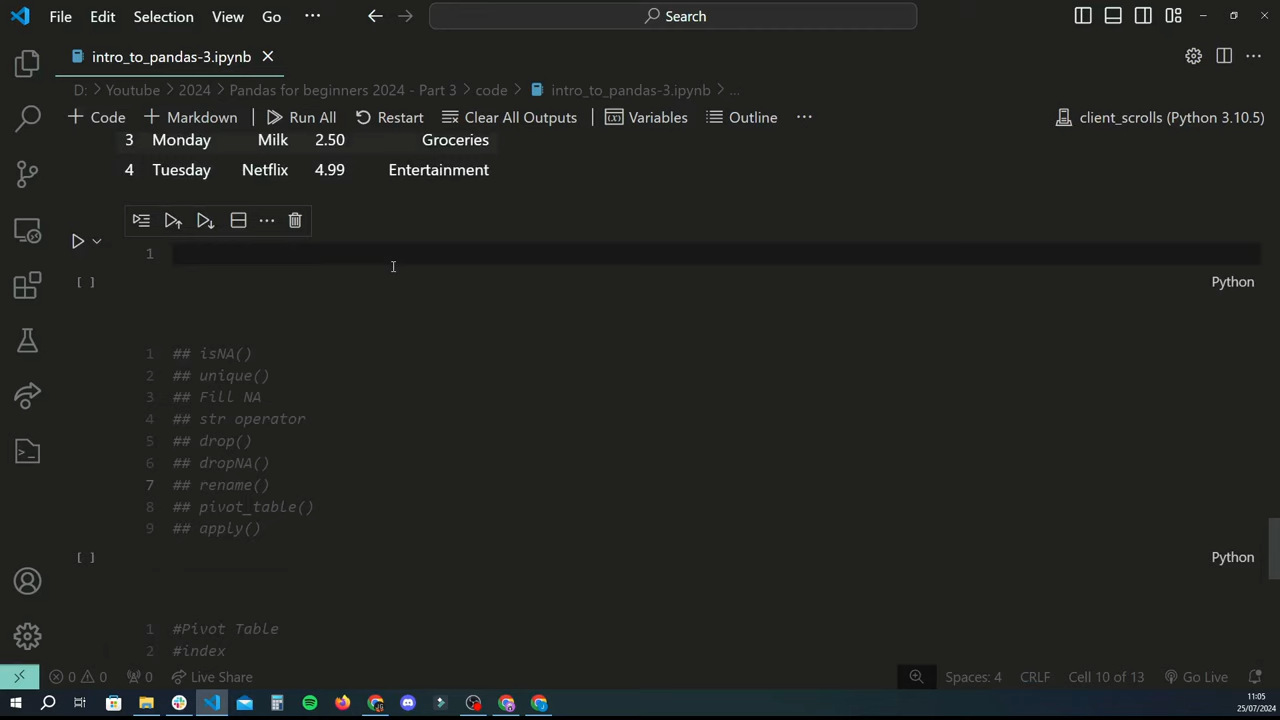 File Edit Selection View Go ... Search
intro_to_pandas-3.ipynb
D: > Youtube > 2024 > Pandas for beginners 2024 - Part 3 > code > intro_to_pandas-3.ipynb > ...
+ Code + Markdown | Run All Restart Clear All Outputs | Variables Outline ... client_scrolls (Python 3.10.5)
3 Monday Milk 2.50 Groceries
4 Tuesday Netflix 4.99 Entertainment
1
[ ] Python
1 ## isNA()
2 ## unique()
3 ## Fill NA
4 ## str operator
5 ## drop()
6 ## dropNA()
7 ## rename()
8 ## pivot_table()
9 ## apply()
[ ] Python
1 #Pivot Table
2 #index
0 0 0 Live Share Spaces: 4 CRLF Cell 10 of 13 Go Live
11:05
25/07/2024